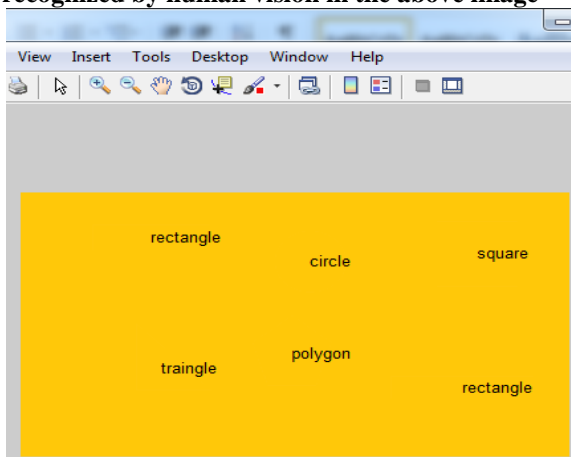 recognized by human vision in the above image
View Insert Tools Desktop Window Help
rectangle
circle
square
traingle
polygon
rectangle